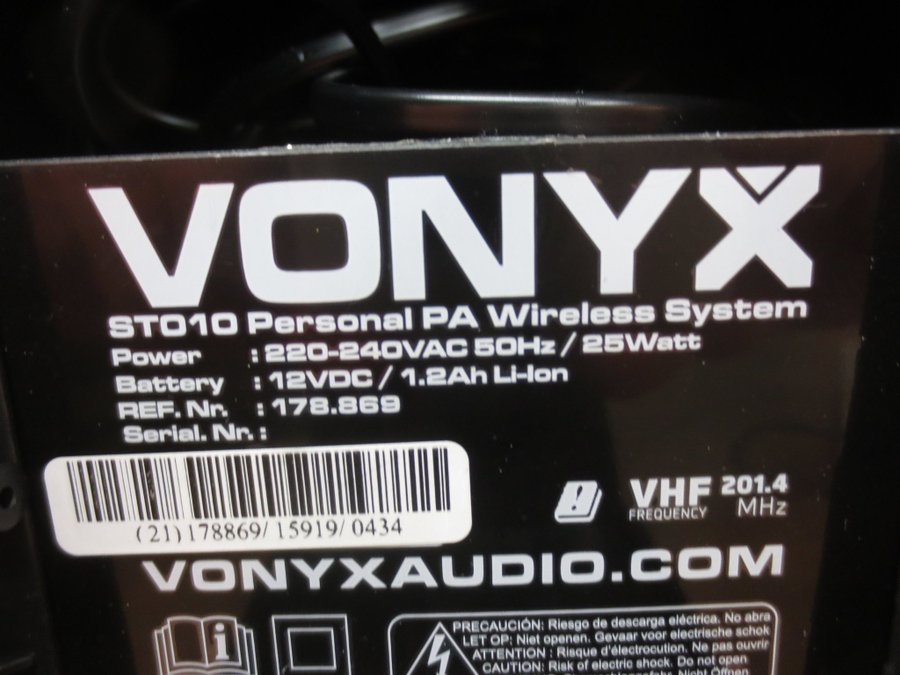 VONYX
ST010 Personal PA Wireless System
Power : 220-240VAC 50Hz / 25Watt
Battery : 12VDC / 1.2Ah Li-Ion
REF. Nr. : 178.869
Serial. Nr. :
(21)178869/15919/0434
VHF 201.4
FREQUENCY MHz
VONYXAUDIO.COM
PRECAUCIÓN: Riesgo de descarga eléctrica. No abra
LET OP: Niet openen. Gevaar voor electrische schok
ATTENTION : Risque d'électrocution. Ne pas ouvrir
CAUTION: Risk of electric shock. Do not open
Nicht Öffnen